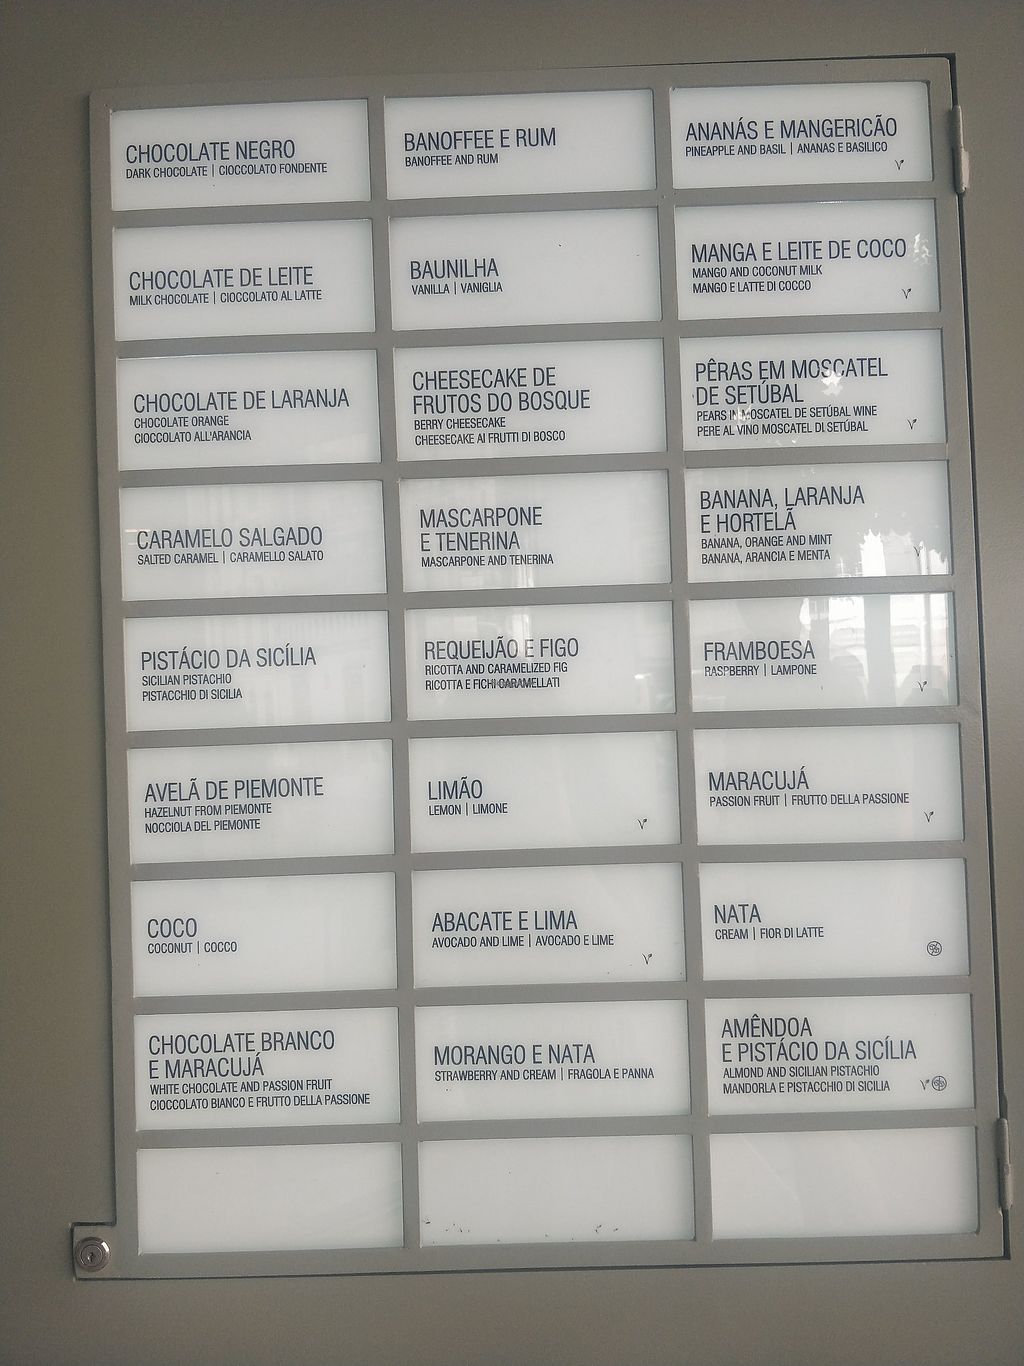 CHOCOLATE NEGRO
DARK CHOCOLATE | CIOCCOLATO FONDENTE
CHOCOLATE DE LEITE
MILK CHOCOLATE | CIOCCOLATO AL LATTE
CHOCOLATE DE LARANJA
CHOCOLATE ORANGE
CIOCCOLATO ALL'ARANCIA
CARAMELO SALGADO
SALTED CARAMEL | CARAMELLO SALATO
PISTÁCIO DA SICÍLIA
SICILIAN PISTACHIO
PISTACCHIO DI SICILIA
AVELÃ DE PIEMONTE
HAZELNUT FROM PIEMONTE
NOCCIOLA DEL PIEMONTE
COCO
COCONUT | COCCO
CHOCOLATE BRANCO
E MARACUJÁ
WHITE CHOCOLATE AND PASSION FRUIT
CIOCCOLATO BIANCO E FRUTTO DELLA PASSIONE
BANOFFEE E RUM
BANOFFEE AND RUM
BAUNILHA
VANILLA | VANIGLIA
CHEESECAKE DE
FRUTOS DO BOSQUE
BERRY CHEESECAKE
CHEESECAKE AI FRUTTI DI BOSCO
MASCARPONE
E TENERINA
MASCARPONE AND TENERINA
REQUEIJÃO E FIGO
RICOTTA AND CARAMELIZED FIG
RICOTTA E FICHI CARAMELLATI
LIMÃO
LEMON | LIMONE
ABACATE E LIMA
AVOCADO AND LIME | AVOCADO E LIME
MORANGO E NATA
STRAWBERRY AND CREAM | FRAGOLA E PANNA
ANANÁS E MANGERICÃO
PINEAPPLE AND BASIL | ANANAS E BASILICO
MANGA E LEITE DE COCO
MANGO AND COCONUT MILK
MANGO E LATTE DI COCCO
PÊRAS EM MOSCATEL
DE SETÚBAL
PEARS IN MOSCATEL DE SETÚBAL WINE
PERE AL VINO MOSCATEL DI SETÚBAL
BANANA, LARANJA
E HORTELÃ
BANANA, ORANGE AND MINT
BANANA, ARANCIA E MENTA
FRAMBOESA
RASPBERRY | LAMPONE
MARACUJÁ
PASSION FRUIT | FRUTTO DELLA PASSIONE
NATA
CREAM | FIOR DI LATTE
AMÊNDOA
E PISTÁCIO DA SICÍLIA
ALMOND AND SICILIAN PISTACHIO
MANDORLA E PISTACCHIO DI SICILIA